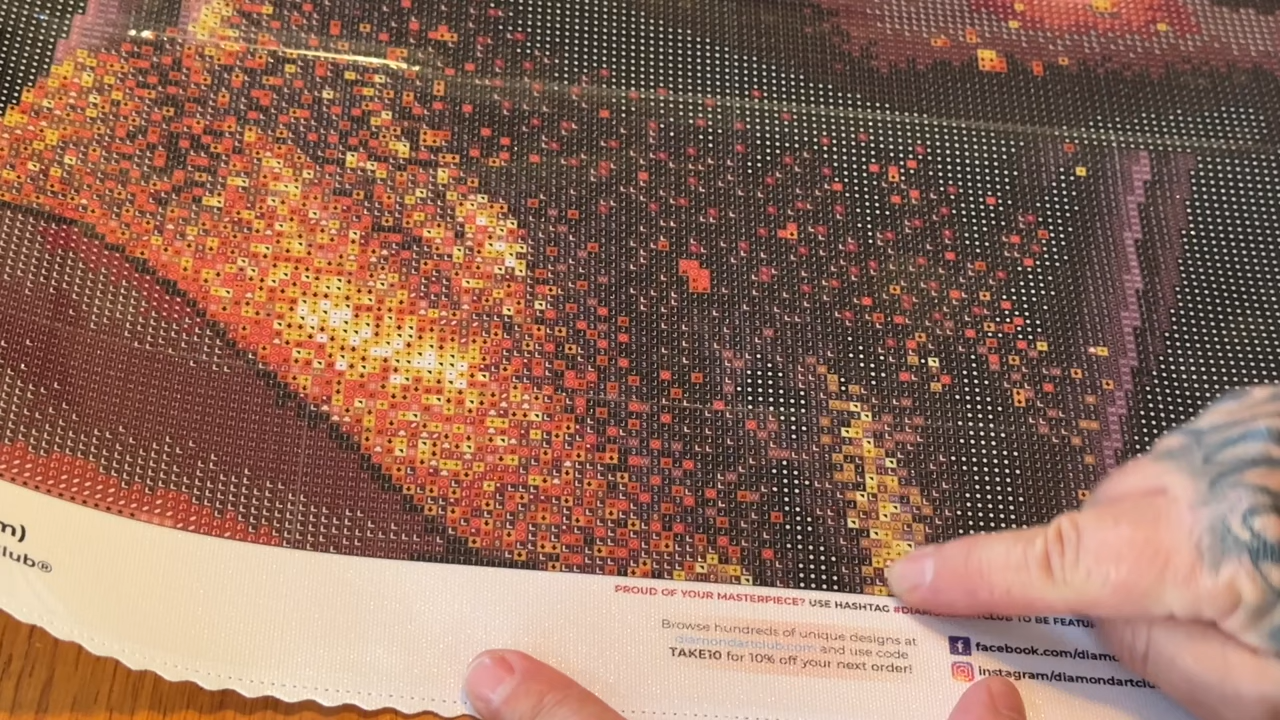 m)
lub®
PROUD OF YOUR MASTERPIECE? USE HASHTAG #DIAMONDARTCLUB TO BE FEATU
Browse hundreds of unique designs at
diamondartclub.com and use code
TAKE10 for 10% off your next order!
facebook.com/diamo
instagram/diamondartclu